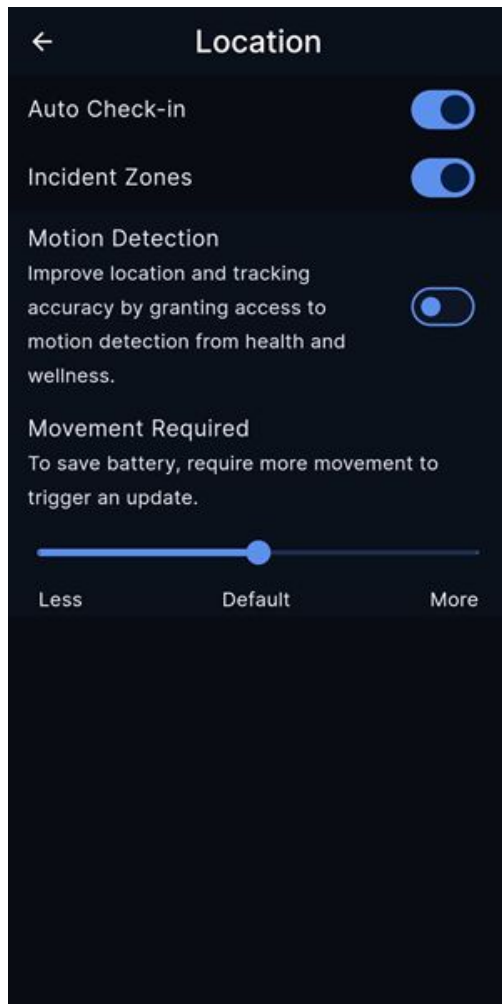 Location
Auto Check-in
Incident Zones
Motion Detection
Improve location and tracking
accuracy by granting access to
motion detection from health and
wellness.
Movement Required
To save battery, require more movement to
trigger an update.
Less Default More